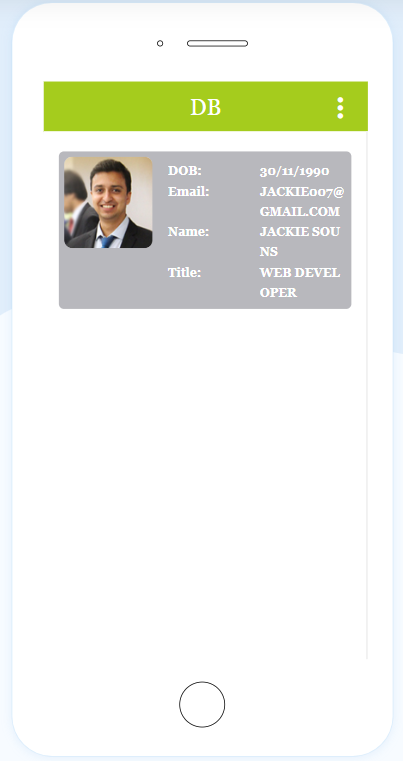 DB
DOB: 30/11/1990
Email: JACKIE007@
GMAIL.COM
Name: JACKIE SOU
NS
Title: WEB DEVEL
OPER